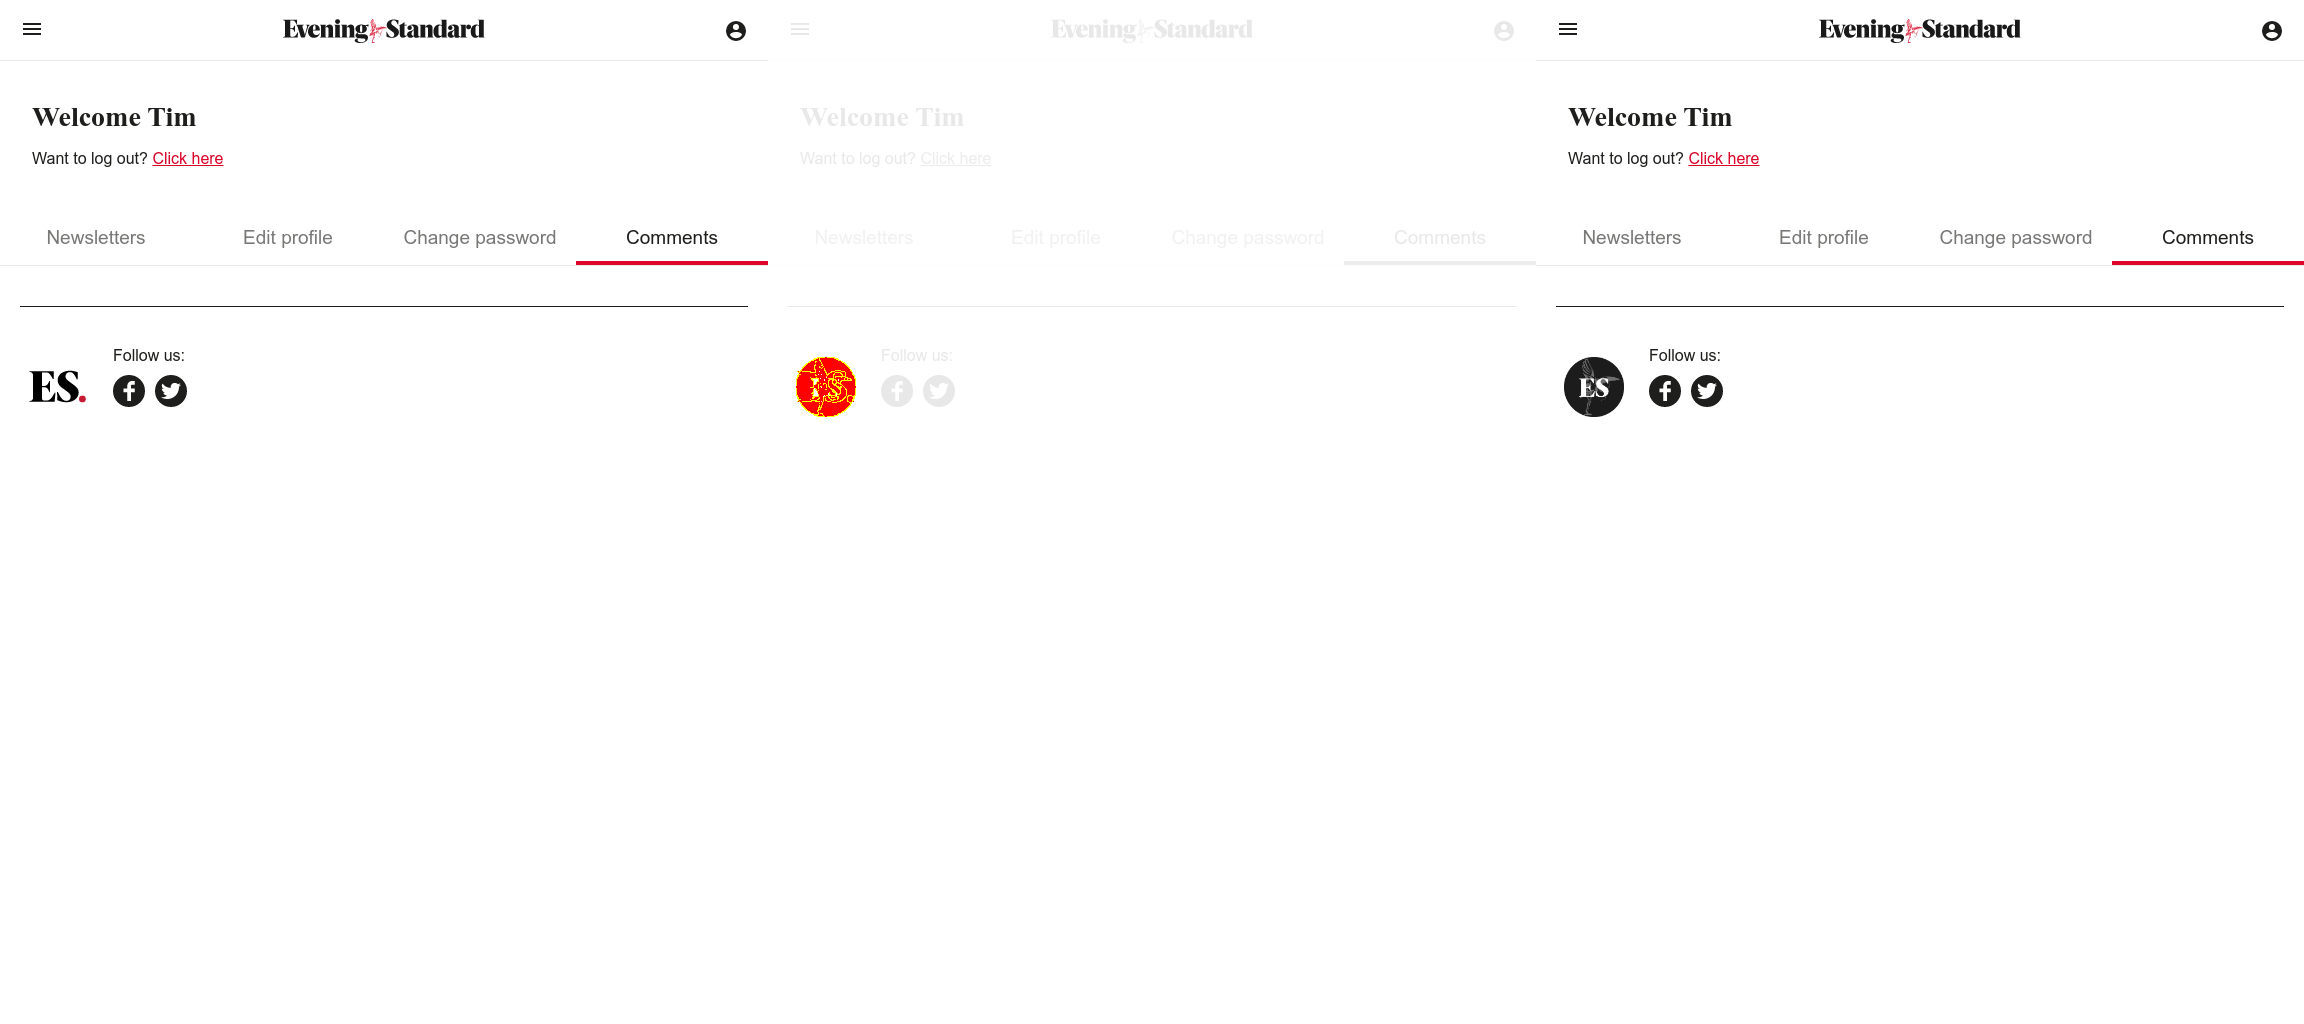 Evening Standard
Welcome Tim
Want to log out? Click here
Newsletters Edit profile Change password Comments
Follow us:
ES.
Evening Standard
Welcome Tim
Want to log out? Click here
Newsletters Edit profile Change password Comments
Follow us:
ES
Evening Standard
Welcome Tim
Want to log out? Click here
Newsletters Edit profile Change password Comments
Follow us:
ES